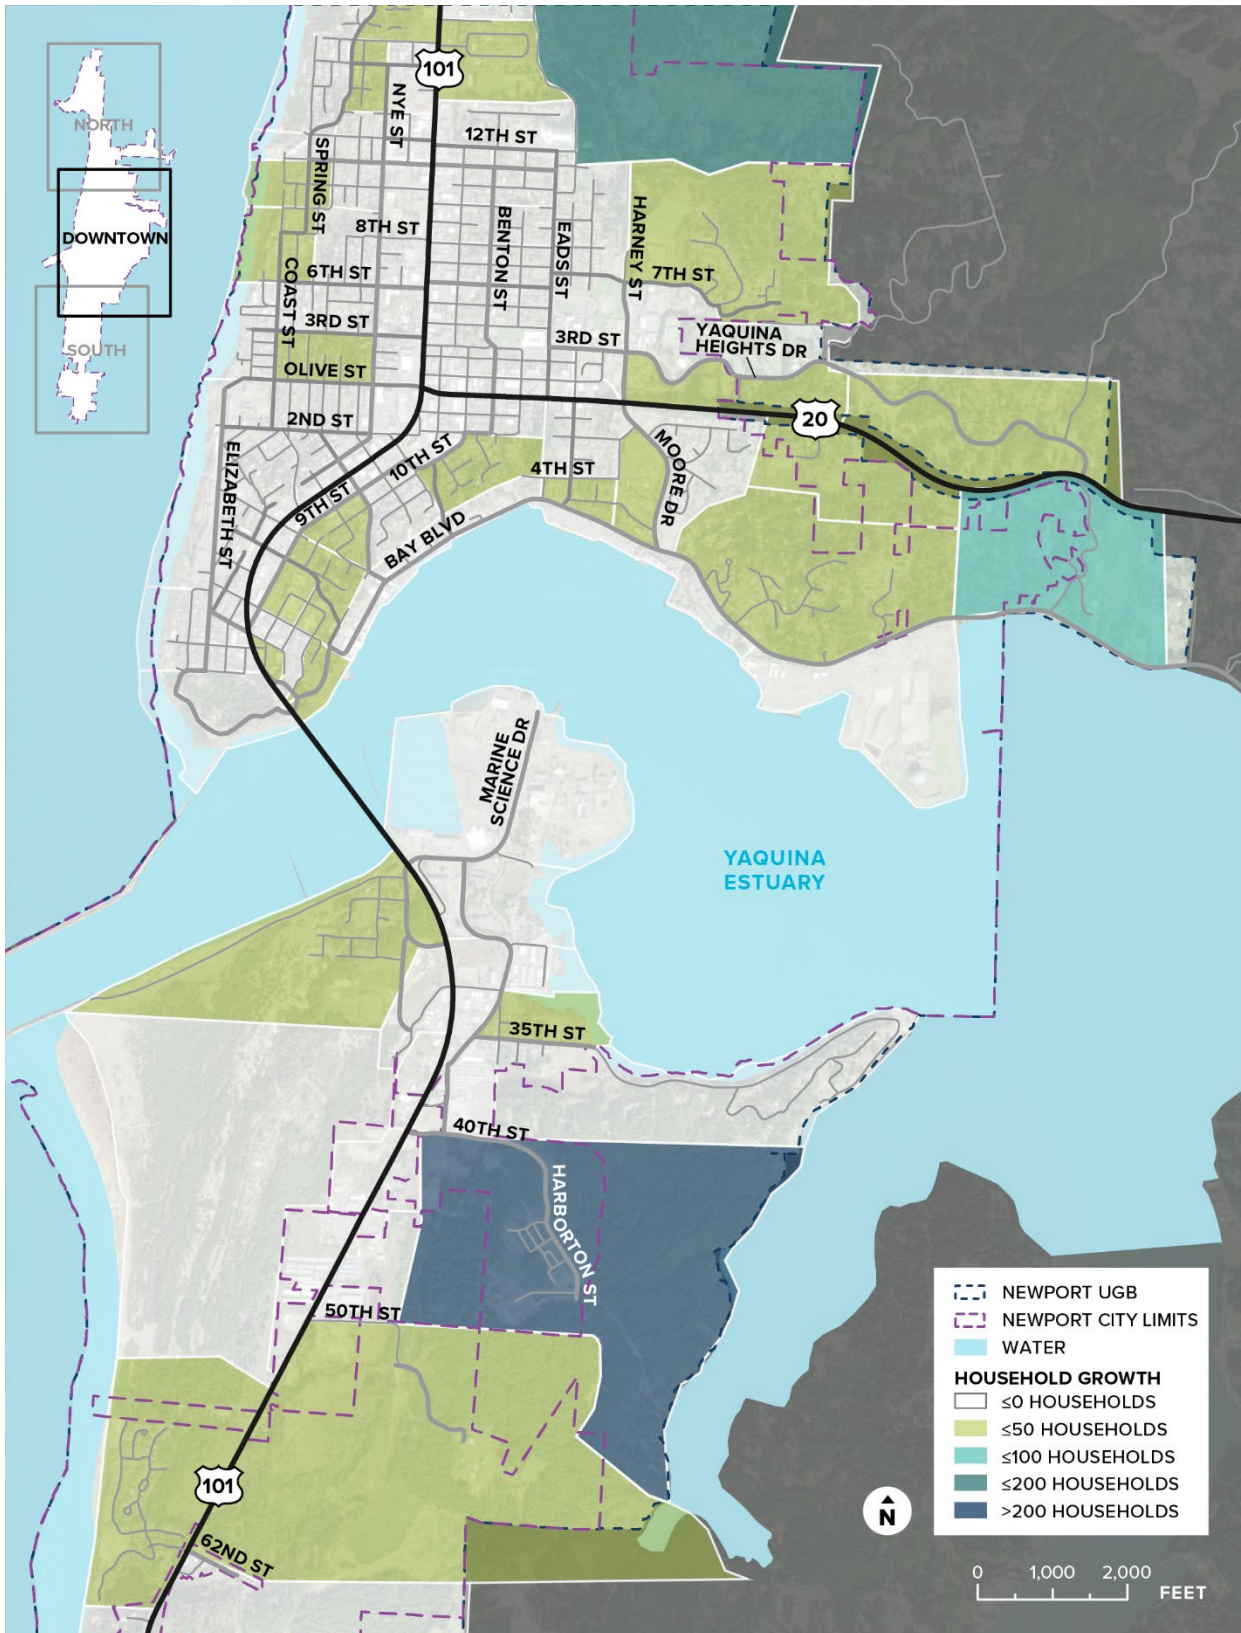 NORTH
DOWNTOWN
SOUTH
101
NYE ST
12TH ST
SPRING ST
8TH ST
BENTON ST
EADS ST
HARNEY ST
7TH ST
COAST ST
6TH ST
3RD ST
3RD ST
YAQUINA
HEIGHTS DR
OLIVE ST
20
2ND ST
ELIZABETH ST
10TH ST
9TH ST
4TH ST
MOORE DR
BAY BLVD
MARINE
SCIENCE DR
YAQUINA
ESTUARY
35TH ST
40TH ST
HARBORTON ST
50TH ST
101
62ND ST
NEWPORT UGB
NEWPORT CITY LIMITS
WATER
HOUSEHOLD GROWTH
≤0 HOUSEHOLDS
≤50 HOUSEHOLDS
≤100 HOUSEHOLDS
≤200 HOUSEHOLDS
>200 HOUSEHOLDS
N
0 1,000 2,000
FEET